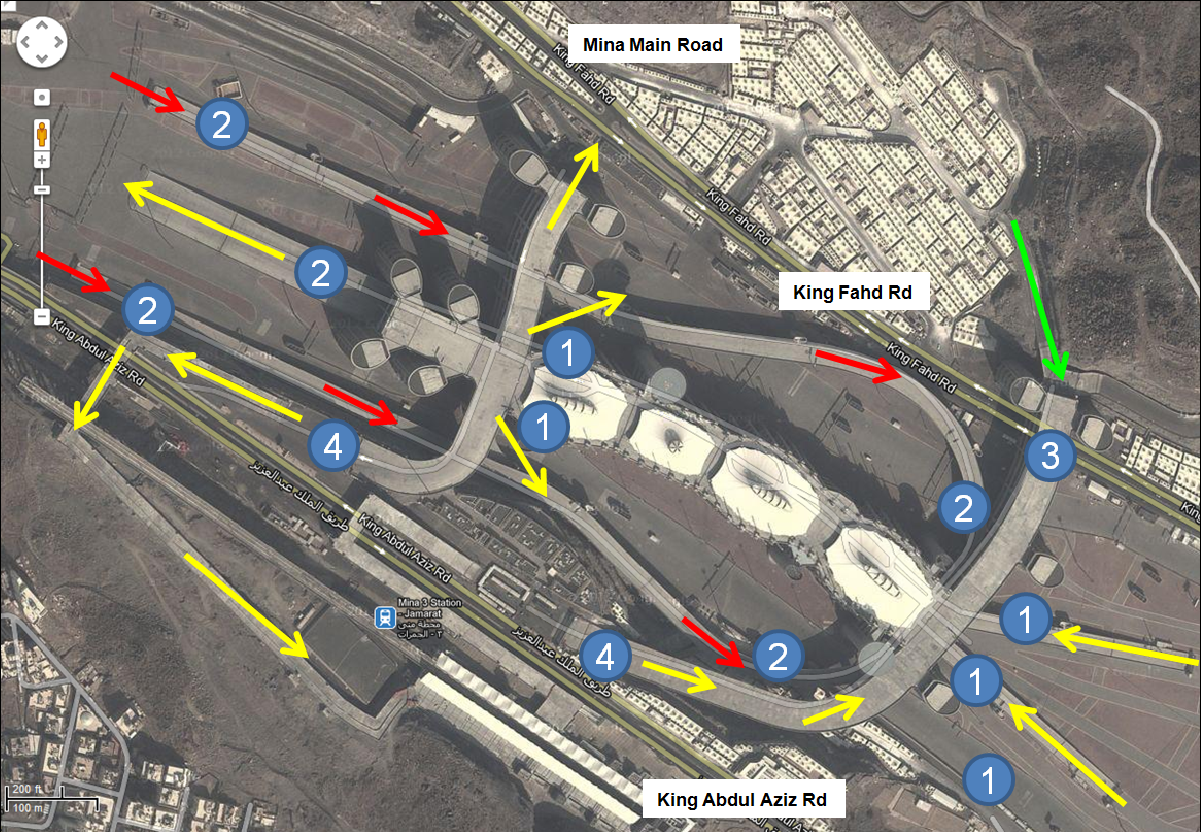 Mina Main Road
King Fahd Rd
2
King Fahd Rd
2
King Fahd Rd
2
King Abdul Aziz Rd
1
King Fahd Rd
1
4
3
طريق الملك عبدالعزيز
2
King Abdul Aziz Rd
Mina 3 Station
- Jamarat
محطة منى
٣ - الجمرات
1
طريق الملك عبدالعزيز
4
2
1
200 ft
100 m
1
King Abdul Aziz Rd